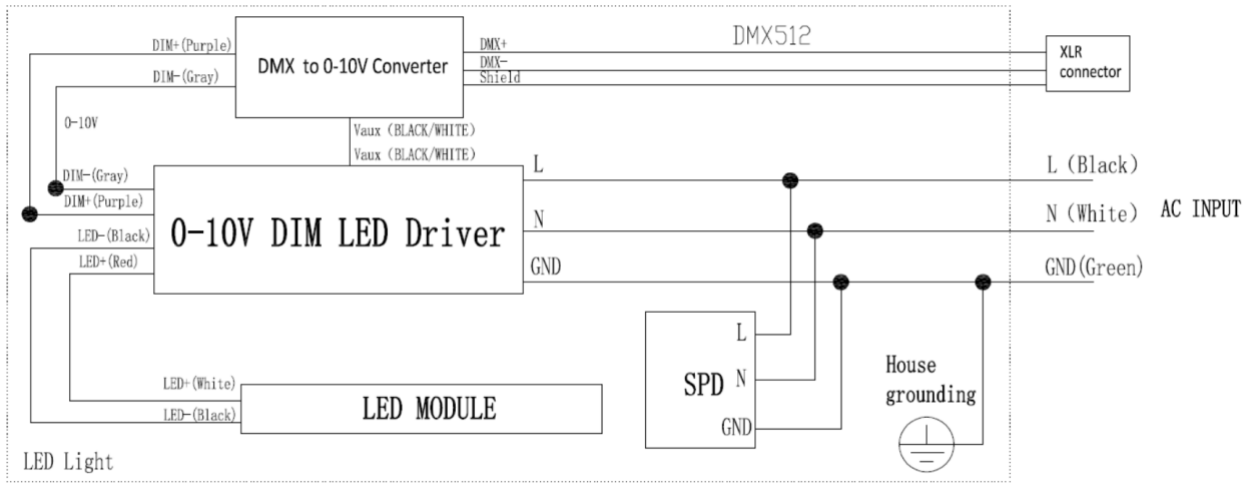 DMX512
DIM+(Purple)
DMX+
XLR
connector
DMX to 0-10V Converter
DMX-
DIM-(Gray)
Shield
0-10V
Vaux (BLACK/WHITE)
Vaux (BLACK/WHITE)
L
L (Black)
DIM-(Gray)
DIM+(Purple)
N
N (White)
AC INPUT
0-10V DIM LED Driver
LED-(Black)
LED+(Red)
GND
GND(Green)
L
SPD
N
GND
House
grounding
LED+(White)
LED MODULE
LED-(Black)
LED Light